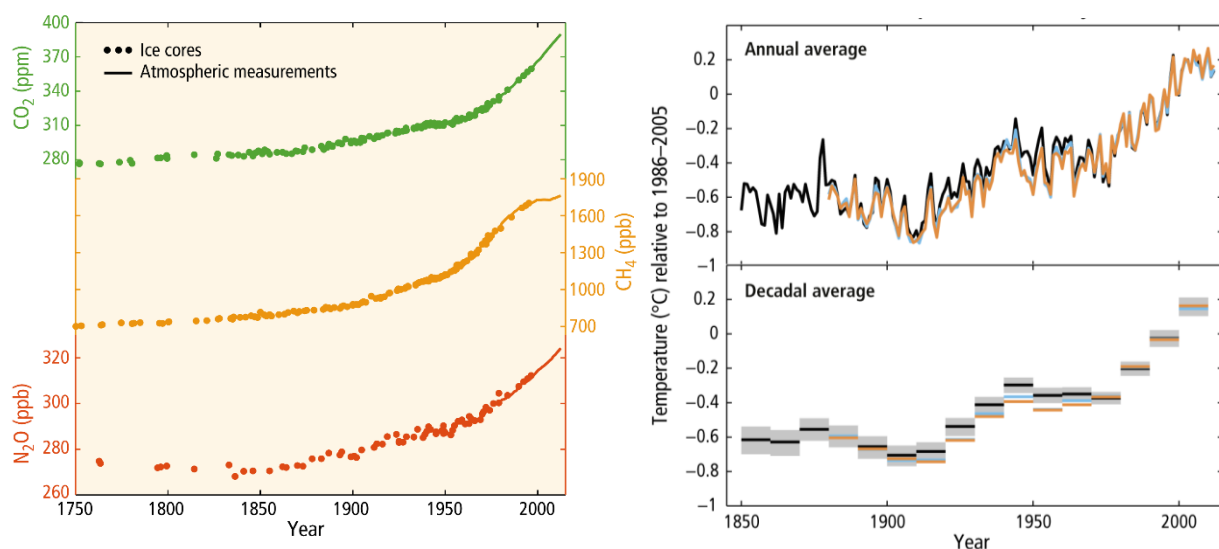 400
370
340
310
280
CO₂ (ppm)
Ice cores
Atmospheric measurements
1900
1600
1300
1000
700
CH₄ (ppb)
320
300
280
260
N₂O (ppb)
1750 1800 1850 1900 1950 2000
Year
Annual average
0.2
0
−0.2
−0.4
−0.6
−0.8
−1
Temperature (°C) relative to 1986–2005
Decadal average
0.2
0
−0.2
−0.4
−0.6
−0.8
−1
1850 1900 1950 2000
Year